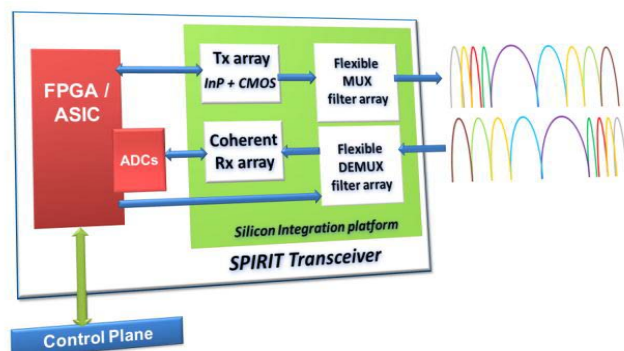 FPGA /
ASIC
ADCs
Tx array
InP + CMOS
Flexible
MUX
filter array
Coherent
Rx array
Flexible
DEMUX
filter array
Silicon Integration platform
SPIRIT Transceiver
Control Plane